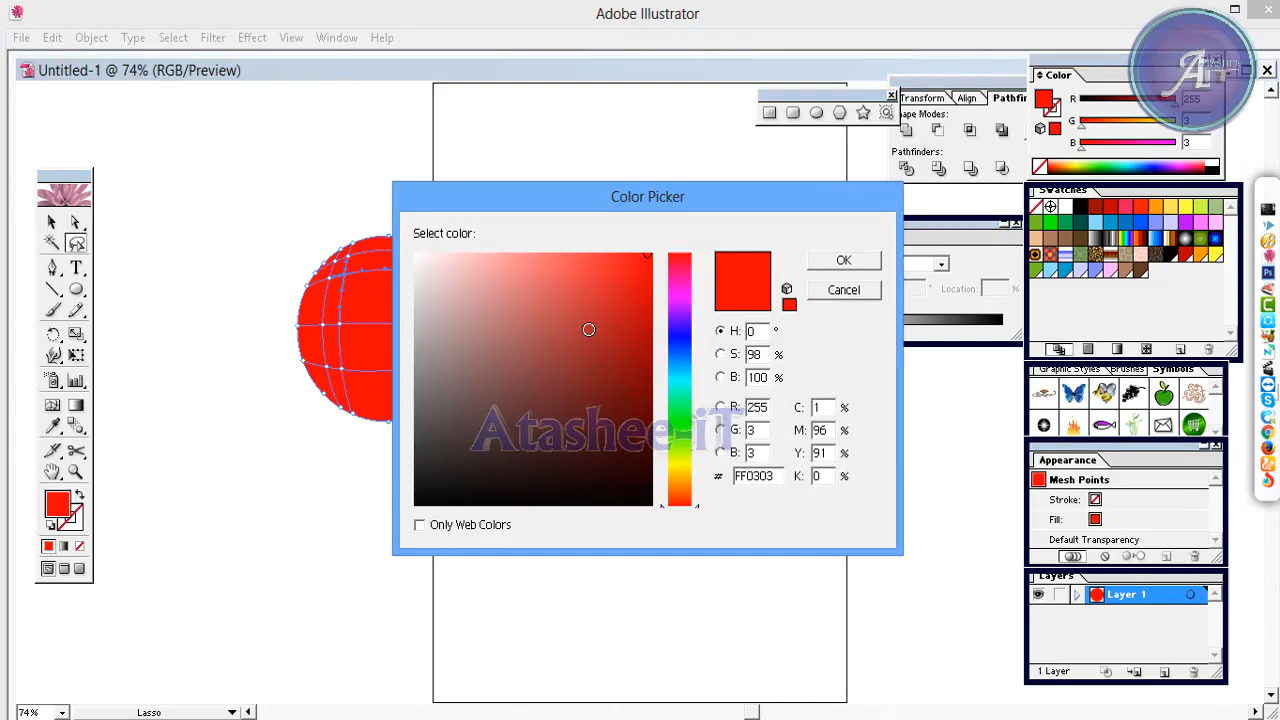 Adobe Illustrator
File Edit Object Type Select Filter Effect View Window Help
Untitled-1 @ 74% (RGB/Preview)
Transform Align Pathfin
hape Modes:
Pathfinders:
Color
R 255
G 3
B 3
Swatches
Location: %
Color Picker
Select color:
OK
Cancel
H: 0 °
S: 98 %
B: 100 %
R: 255
G: 3
B: 3
C: 1 %
M: 96 %
Y: 91 %
K: 0 %
# FF0303
Only Web Colors
Atashee iT
Graphic Styles Brushes Symbols
Appearance
Mesh Points
Stroke:
Fill:
Default Transparency
Layers
Layer 1
1 Layer
74% Lasso